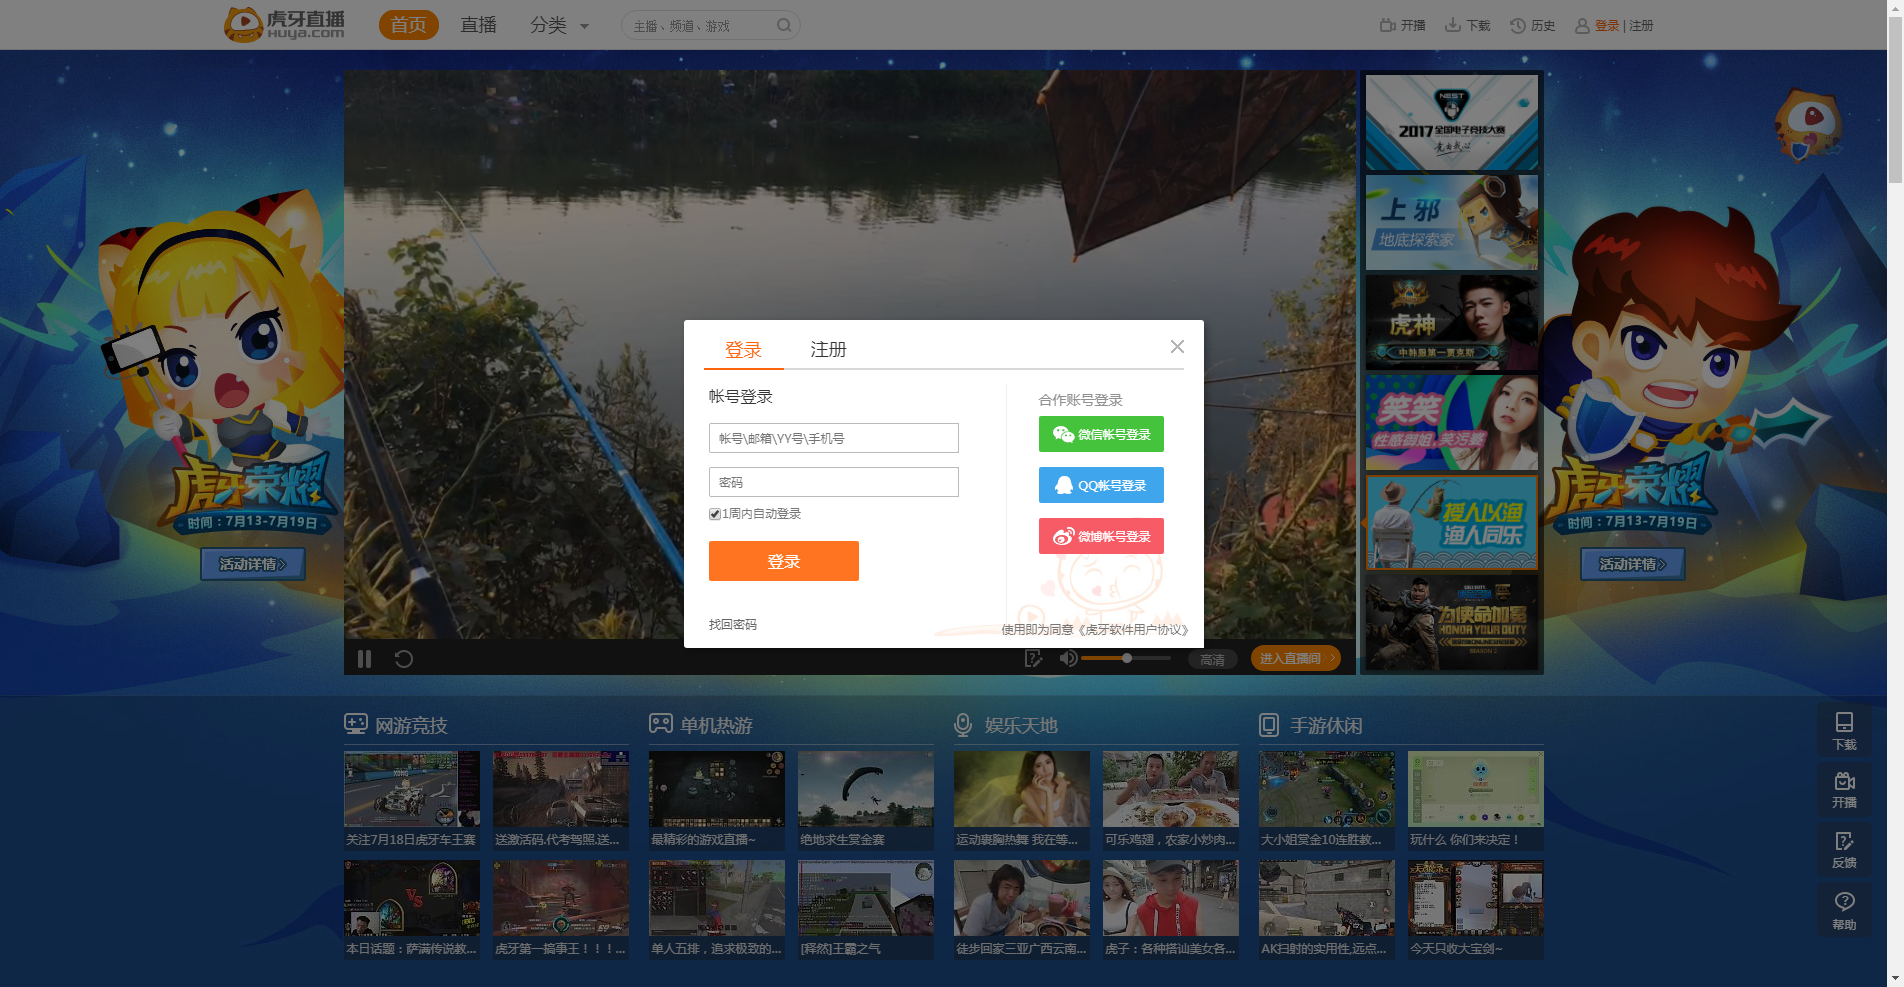 虎牙直播
HUYA.com
首页
直播
分类
主播、频道、游戏
开播
下载
历史
登录 | 注册
NEST
2017全国电子竞技大赛
上邪
地底探索家
虎神
中韩服第一贾克斯
笑笑
性感御姐,笑污婆
授人以渔
渔人同乐
为使命加冕
HONOR YOUR DUTY
虎牙荣耀
时间：7月13-7月19日
活动详情
虎牙荣耀
时间：7月13-7月19日
活动详情
登录
注册
帐号登录
帐号\邮箱\YY号\手机号
密码
1周内自动登录
登录
找回密码
合作账号登录
微信帐号登录
QQ帐号登录
微博帐号登录
使用即为同意《虎牙软件用户协议》
高清
进入直播间
网游竞技
单机热游
娱乐天地
手游休闲
关注7月18日虎牙车王赛
送激活码.代考驾照.送...
最精彩的游戏直播~
绝地求生赏金赛
运动裹胸热舞 我在等...
可乐鸡翅，农家小炒肉...
大小姐赏金10连胜教...
玩什么 你们来决定！
VS
本日话题：萨满传说教...
虎牙第一搞事王！！！...
单人五排，追求极致的...
[释然]王霸之气
徒步回家三亚广西云南...
虎子：各种搭讪美女各...
AK扫射的实用性,远点...
今天只收大宝剑~
下载
开播
反馈
帮助